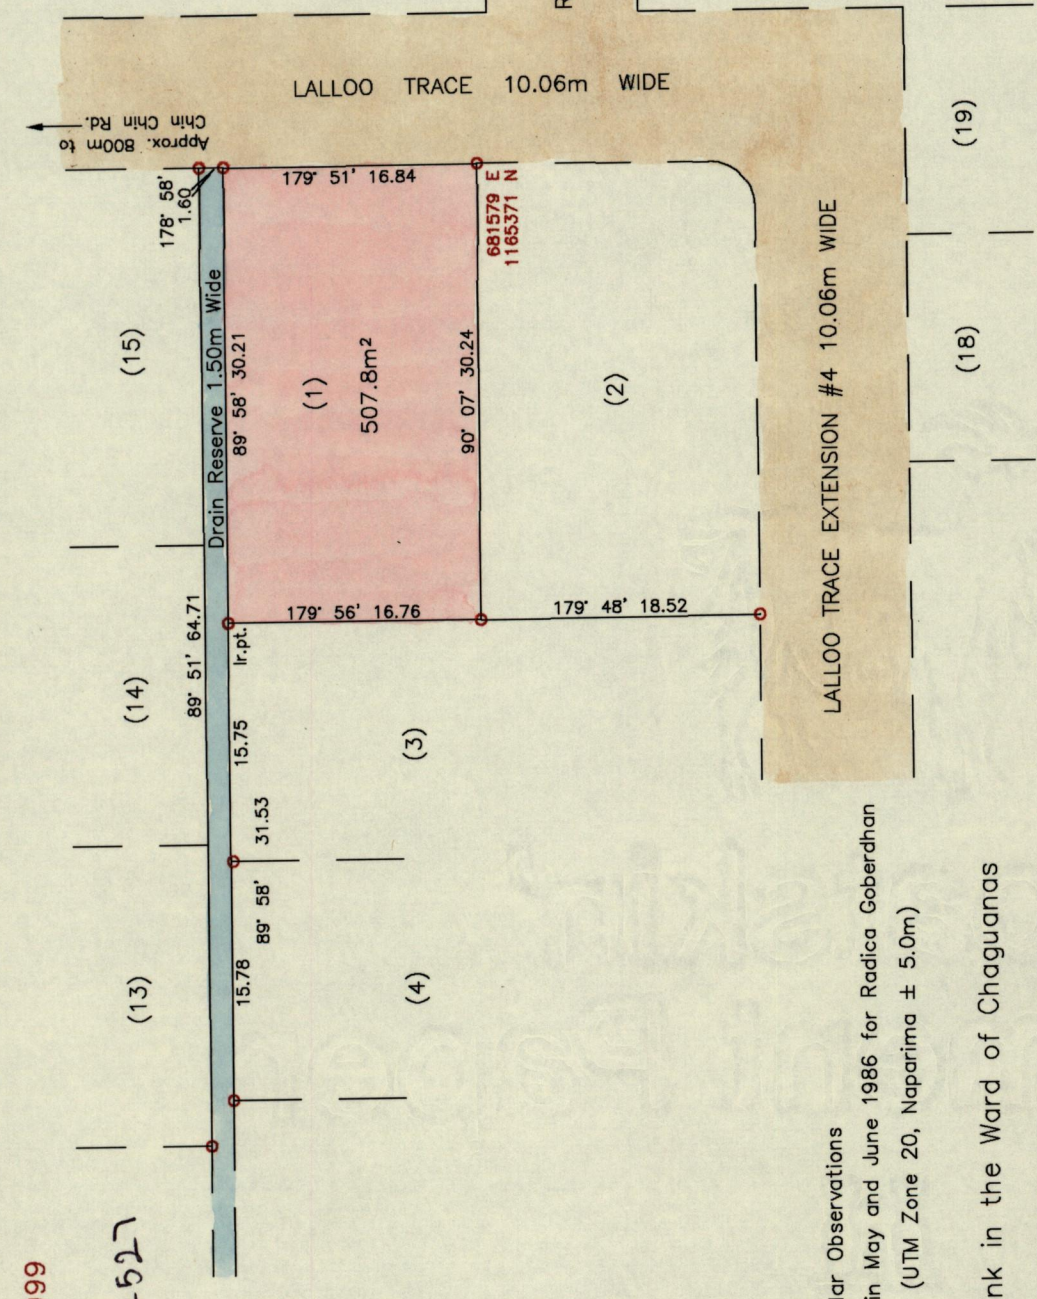 LALLOO TRACE 10.06m WIDE
Approx. 800m to
Chin Chin Rd.
178° 58'
1.60
179° 51' 16.84
681579 E
1165371 N
(19)
(18)
(15)
Drain Reserve 1.50m Wide
89° 58' 30.21
(1)
507.8m²
90° 07' 30.24
(2)
LALLOO TRACE EXTENSION #4 10.06m WIDE
179° 56' 16.76
179° 48' 18.52
Ir.pt.
89° 51' 64.71
(14)
15.75
(3)
31.53
89° 58'
15.78
(13)
(4)
lar Observations
in May and June 1986 for Radica Goberdhan
(UTM Zone 20, Naparima ± 5.0m)
nk in the Ward of Chaguanas
527
99